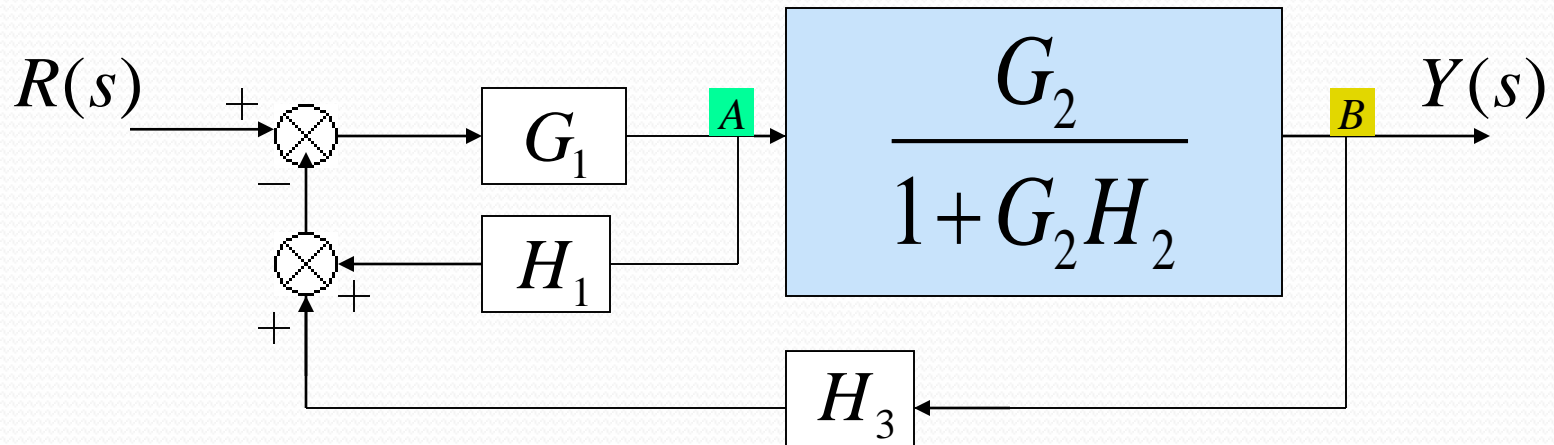 R(s)
+
−
G₁
A
G₂
1+G₂H₂
B
Y(s)
H₁
+
+
H₃